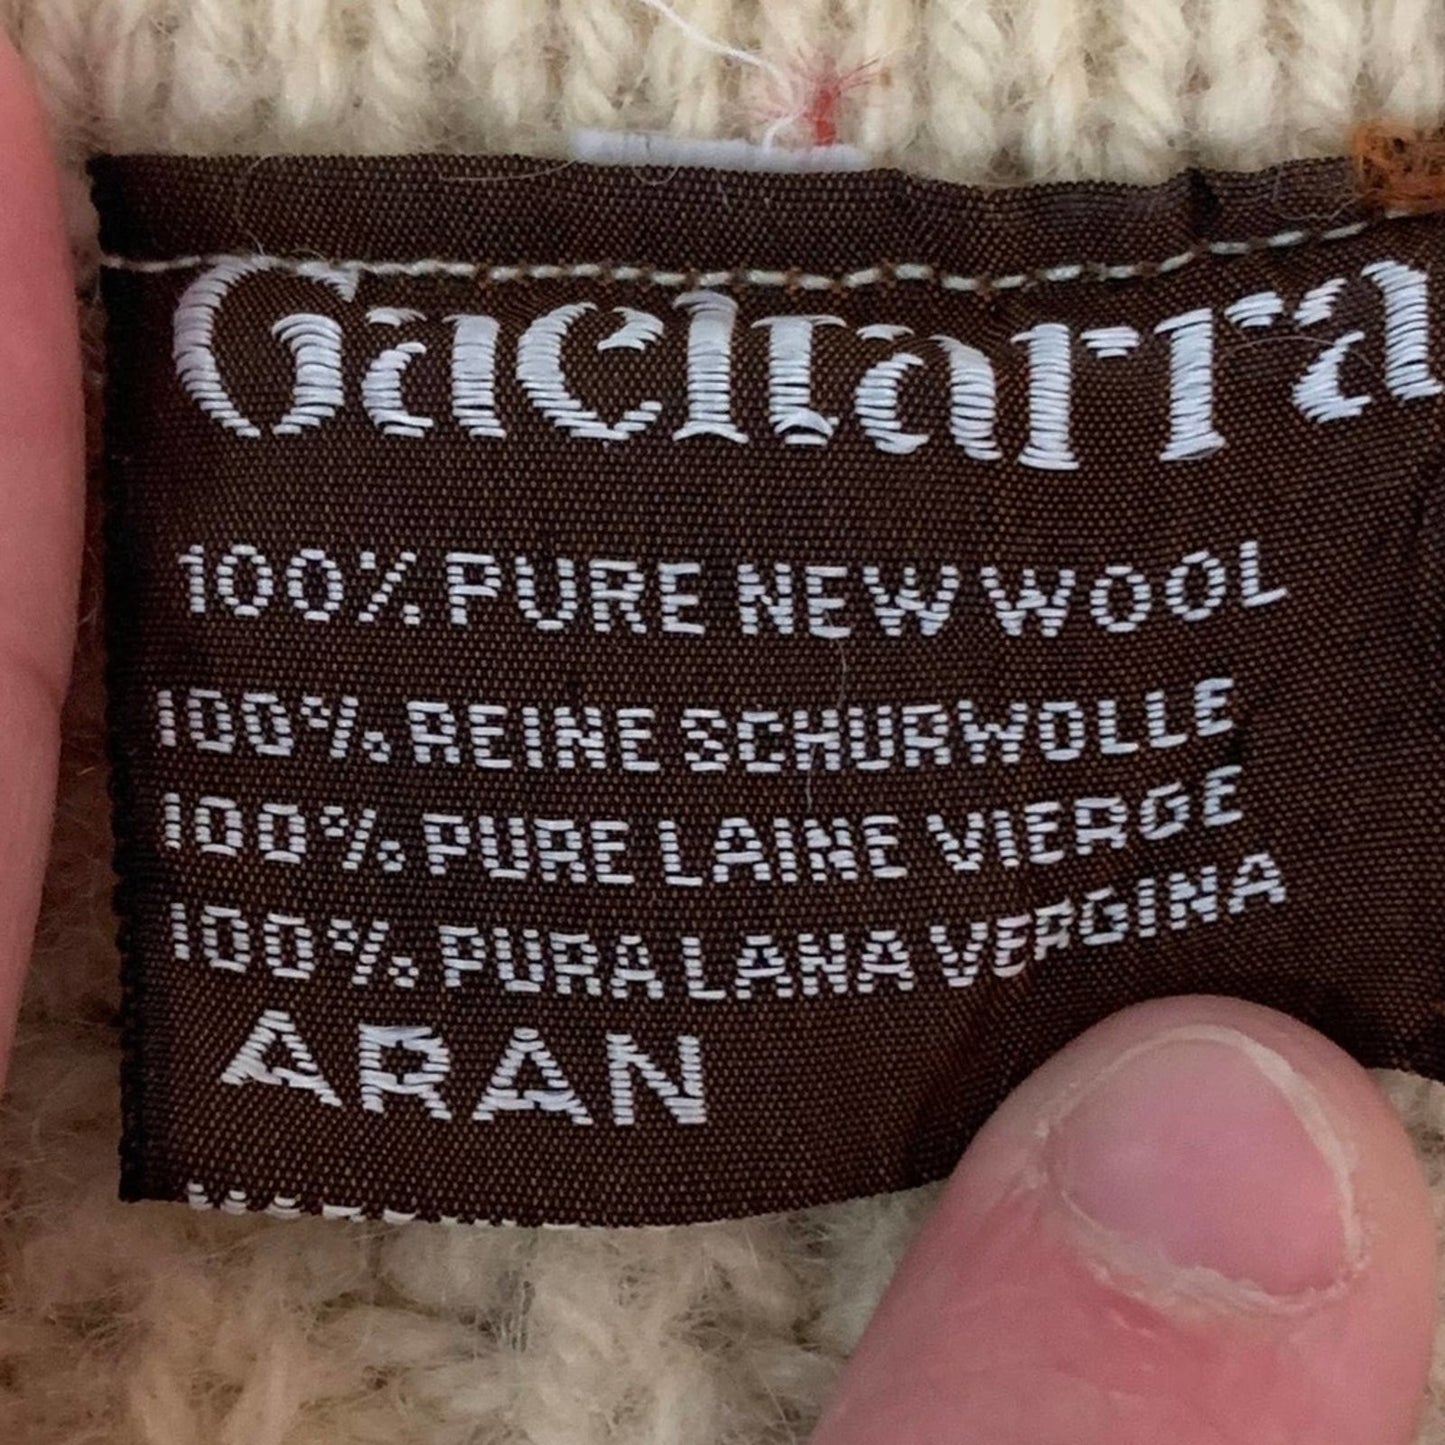 Gaeltarra
100% PURE NEW WOOL
100% REINE SCHURWOLLE
100% PURE LAINE VIERGE
100% PURA LANA VERGINA
ARAN